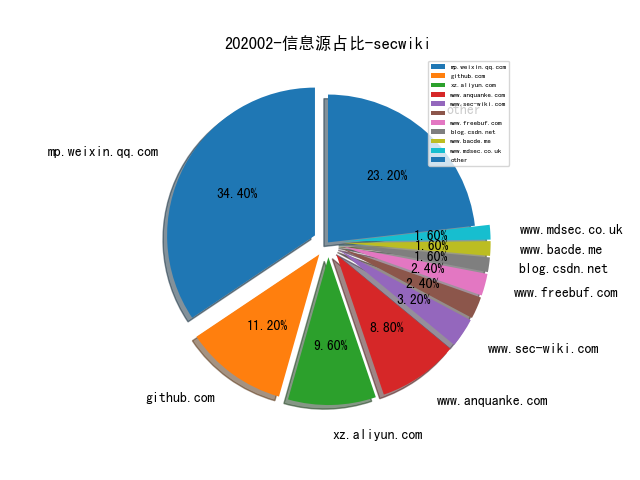 202002-信息源占比-secwiki
mp.weixin.qq.com
github.com
xz.aliyun.com
www.anquanke.com
www.sec-wiki.com
www.freebuf.com
blog.csdn.net
www.bacde.me
www.mdsec.co.uk
other
other
mp.weixin.qq.com
34.40%
23.20%
1.60%
www.mdsec.co.uk
1.60%
www.bacde.me
1.60%
blog.csdn.net
2.40%
www.freebuf.com
2.40%
3.20%
www.sec-wiki.com
8.80%
www.anquanke.com
9.60%
xz.aliyun.com
11.20%
github.com